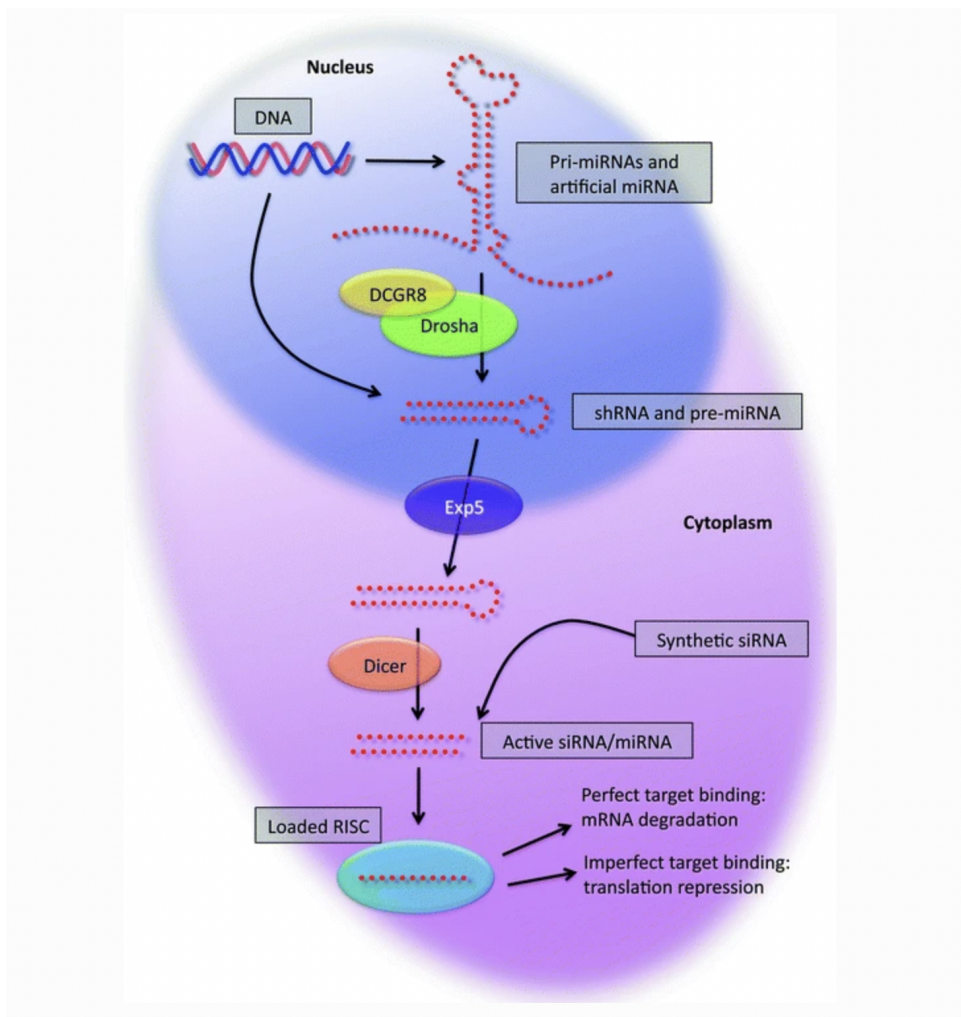 Nucleus
DNA
Pri-miRNAs and
artificial miRNA
DCGR8
Drosha
shRNA and pre-miRNA
Exp5
Cytoplasm
Synthetic siRNA
Dicer
Active siRNA/miRNA
Perfect target binding:
mRNA degradation
Loaded RISC
Imperfect target binding:
translation repression